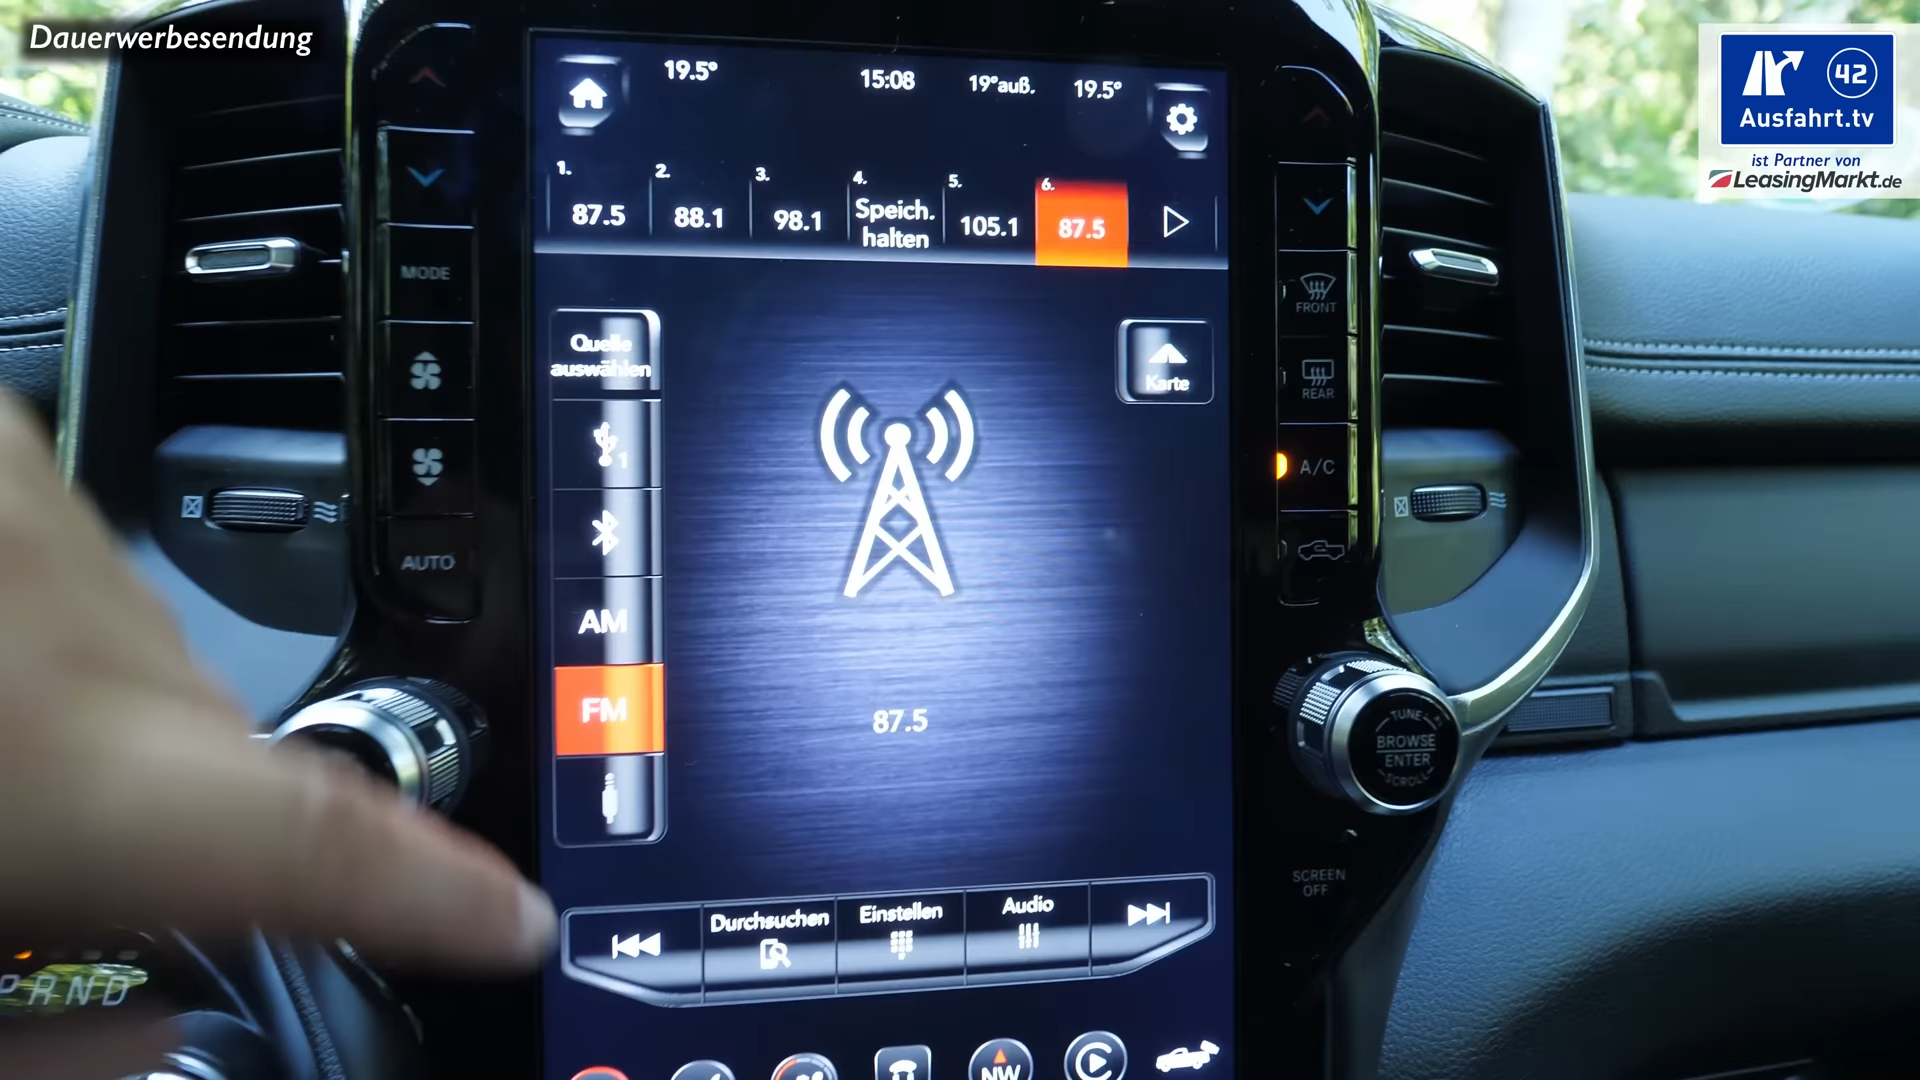 Dauerwerbesendung
42
Ausfahrt.tv
ist Partner von
LeasingMarkt.de
19.5°
15:08
19°auß.
19.5°
1.
2.
3.
4.
5.
6.
87.5
88.1
98.1
Speich.
halten
105.1
87.5
MODE
AUTO
Quelle
auswählen
1
AM
FM
Karte
87.5
FRONT
REAR
A/C
TUNE
BROWSE
ENTER
SCROLL
SCREEN
OFF
Durchsuchen
Einstellen
Audio
PRND
NW